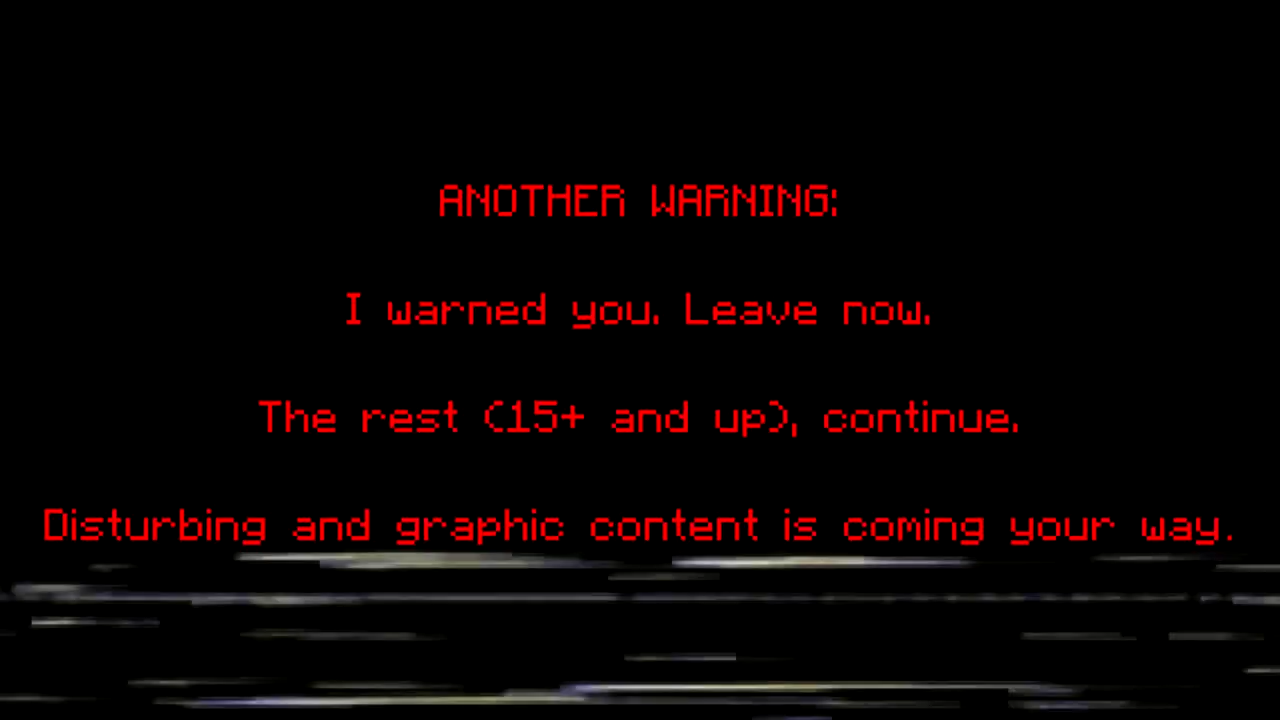 ANOTHER WARNING:
I warned you. Leave now.
The rest (15+ and up), continue.
Disturbing and graphic content is coming your way.